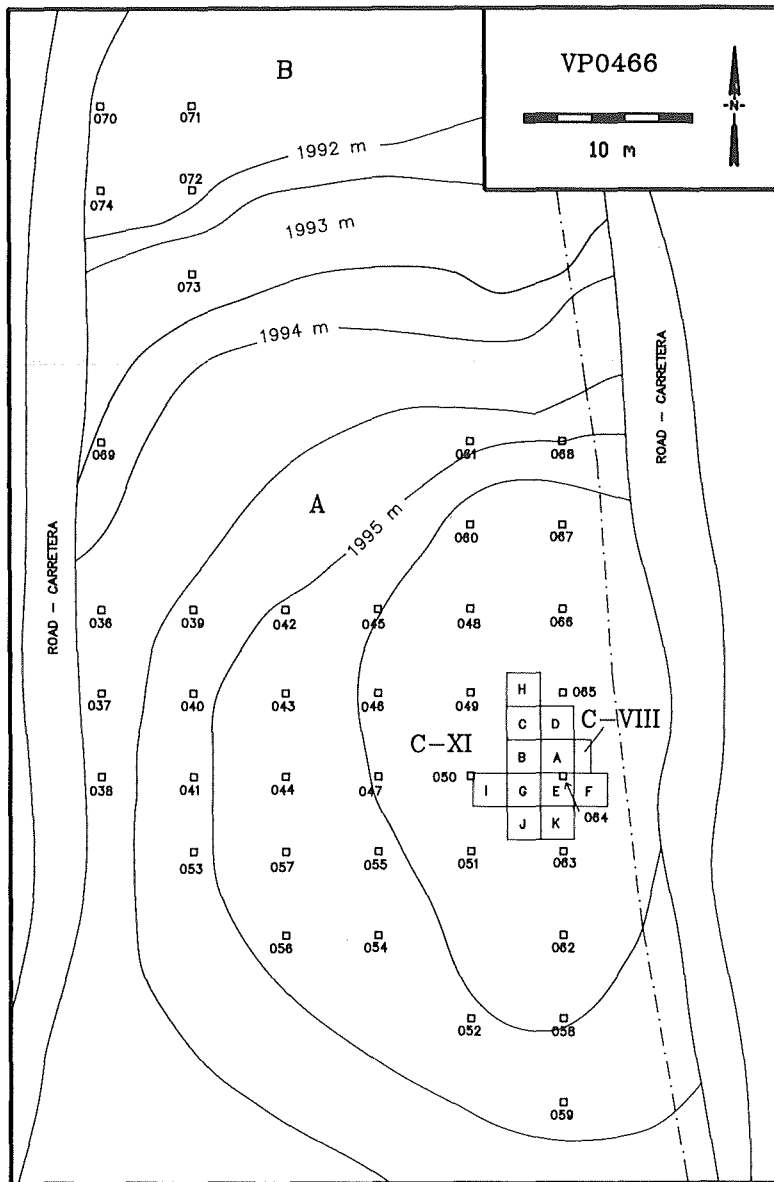 B
VP0466
-N-
10 m
070
071
1992 m
072
074
1993 m
073
1994 m
ROAD - CARRETERA
069
061
068
A
1995 m
060
067
ROAD - CARRETERA
036
039
042
045
048
066
H
065
037
040
043
046
049
C
D
C-VIII
C-XI
B
A
050
038
041
044
047
I
G
E
F
064
J
K
053
057
055
051
063
056
054
062
052
058
059